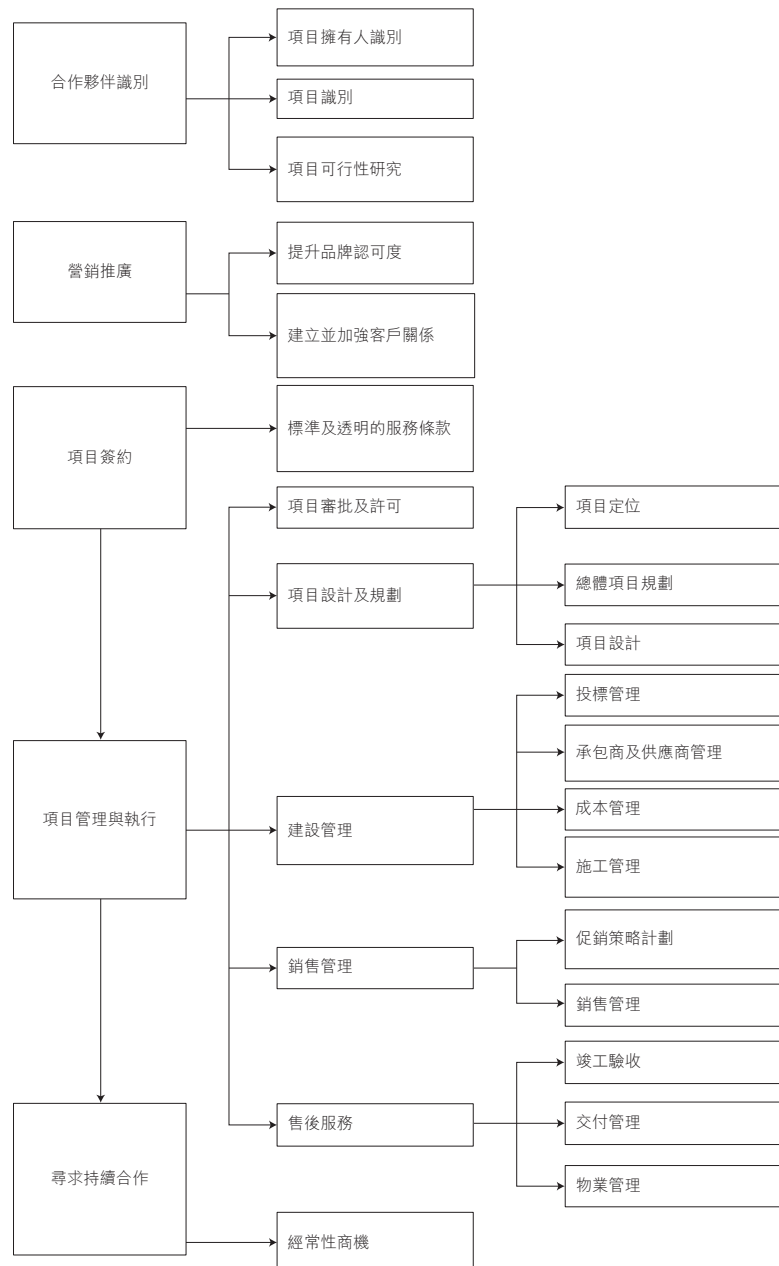 合作夥伴識別
項目擁有人識別
項目識別
項目可行性研究
營銷推廣
提升品牌認可度
建立並加強客戶關係
項目簽約
標準及透明的服務條款
項目管理與執行
項目審批及許可
項目設計及規劃
項目定位
總體項目規劃
項目設計
建設管理
投標管理
承包商及供應商管理
成本管理
施工管理
銷售管理
促銷策略計劃
銷售管理
售後服務
竣工驗收
交付管理
物業管理
尋求持續合作
經常性商機